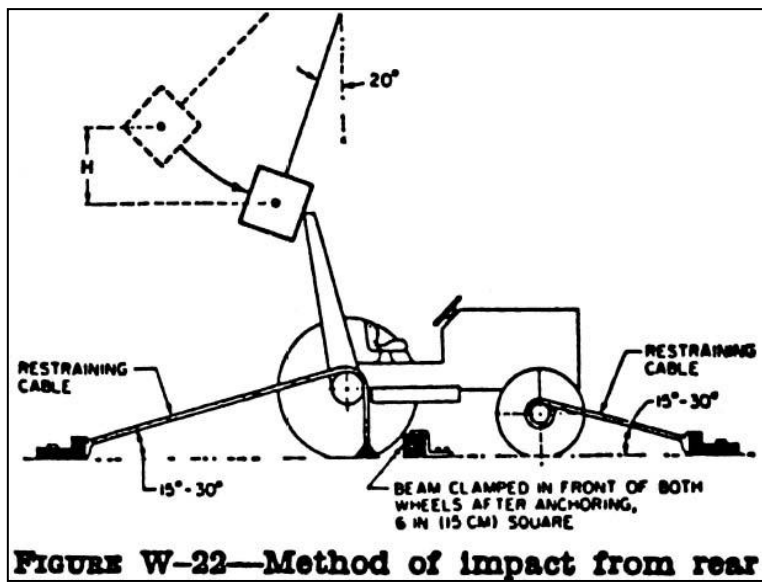 20°
H
RESTRAINING
CABLE
RESTRAINING
CABLE
15°-30°
15°-30°
BEAM CLAMPED IN FRONT OF BOTH
WHEELS AFTER ANCHORING,
6 IN (15 CM) SQUARE
FIGURE W-22—Method of impact from rear